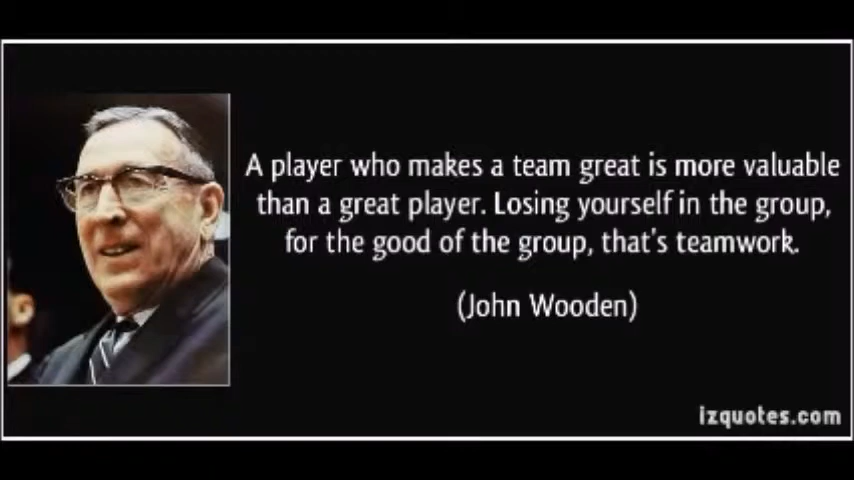 A player who makes a team great is more valuable
than a great player. Losing yourself in the group,
for the good of the group, that's teamwork.
(John Wooden)
izquotes.com